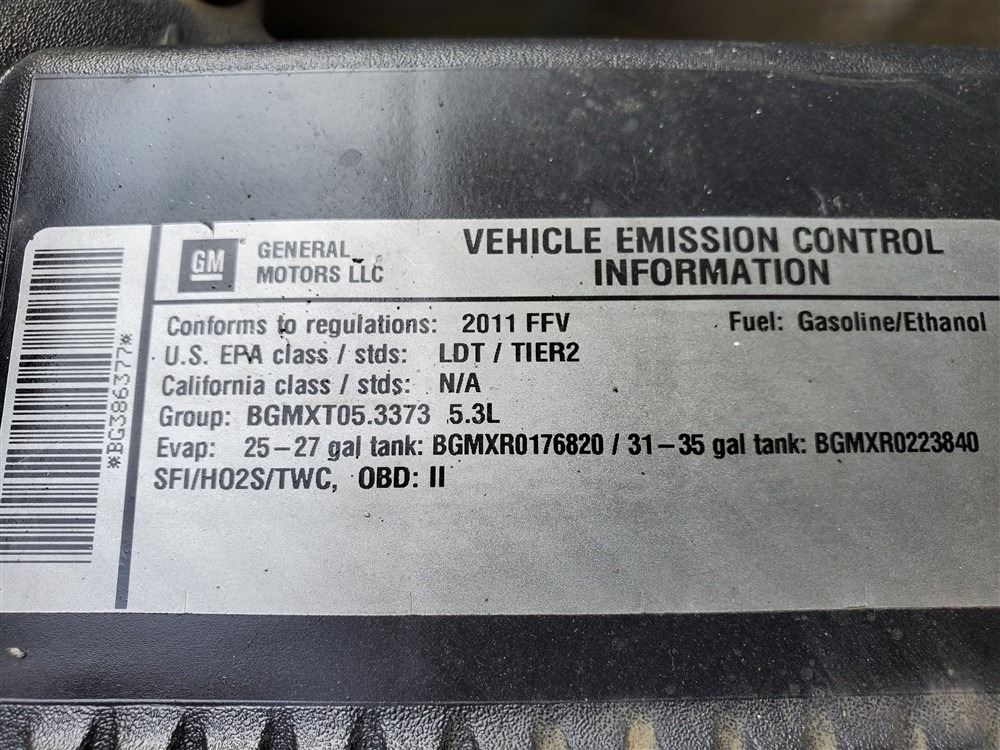 GM
GENERAL
MOTORS LLC
VEHICLE EMISSION CONTROL
INFORMATION
Conforms to regulations: 2011 FFV Fuel: Gasoline/Ethanol
U.S. EPA class / stds: LDT / TIER2
California class / stds: N/A
Group: BGMXT05.3373 5.3L
Evap: 25-27 gal tank: BGMXR0176820 / 31-35 gal tank: BGMXR0223840
SFI/HO2S/TWC, OBD: II
*BG386377*